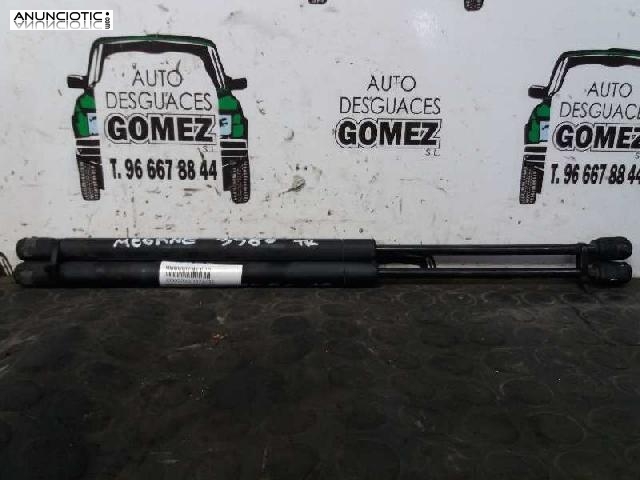 ANUNCIOTIC
AUTO
DESGUACES
GOMEZ
S.L.
T. 96 667 88 44
AUTO
DESGUACES
GOMEZ
S.L.
AUTO
DESGUACES
GOMEZ
S.L.
T. 96 667 88 44
MEGANE